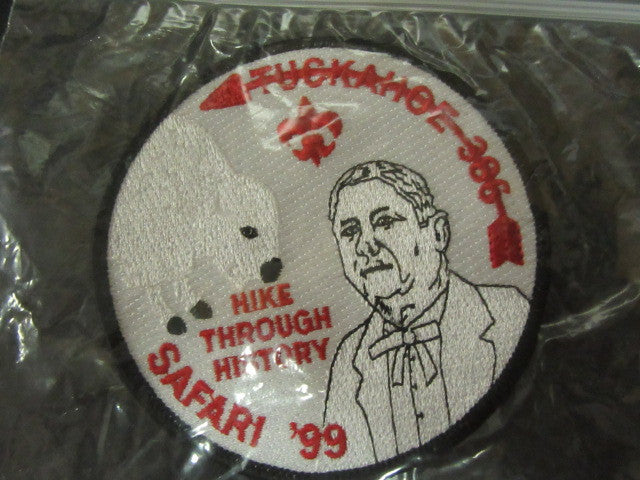 TUCKAHOE 386
HIKE
THROUGH
HISTORY
SAFARI '99